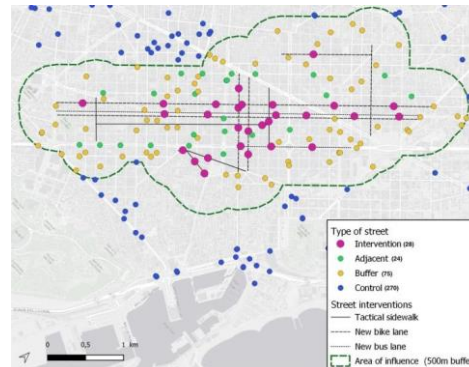 0 0,5 1 km
Type of street
Intervention (28)
Adjacent (24)
Buffer (75)
Control (270)
Street interventions
Tactical sidewalk
New bike lane
New bus lane
Area of influence (500m buffe